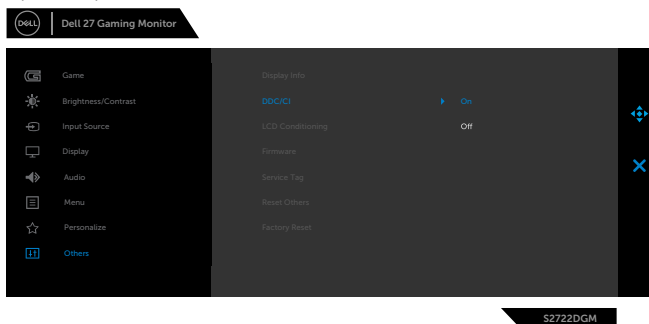 DELL Dell 27 Gaming Monitor
Game Display Info
Brightness/Contrast DDC/CI On
Input Source LCD Conditioning Off
Display Firmware
Audio Service Tag
Menu Reset Others
Personalize Factory Reset
Others
S2722DGM